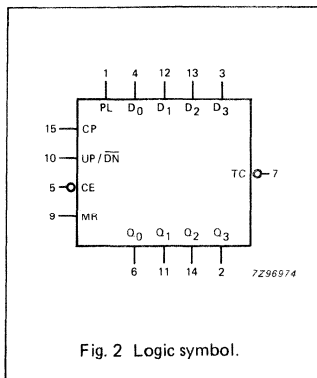 1 4 12 13 3
PL D0 D1 D2 D3
15 CP
10 UP/D̅N̅
5 CE
9 MR
TC 7
Q0 Q1 Q2 Q3
6 11 14 2
7Z96974
Fig. 2 Logic symbol.